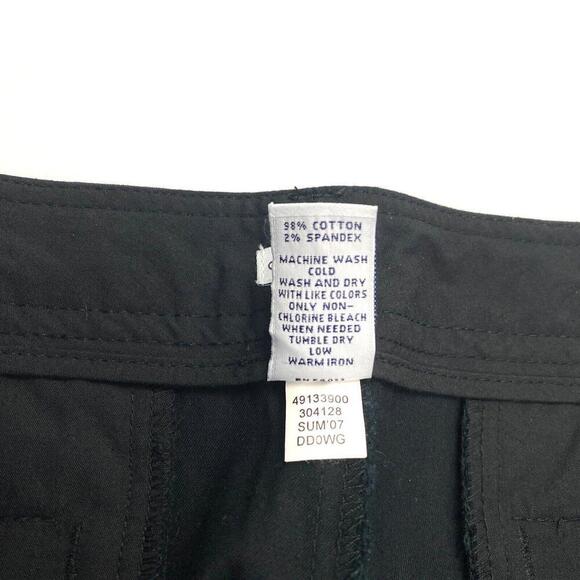 98% COTTON
2% SPANDEX
MACHINE WASH
COLD
WASH AND DRY
WITH LIKE COLORS
ONLY NON-
CHLORINE BLEACH
WHEN NEEDED
TUMBLE DRY
LOW
WARM IRON
49133900
304128
SUM'07
DD0WG